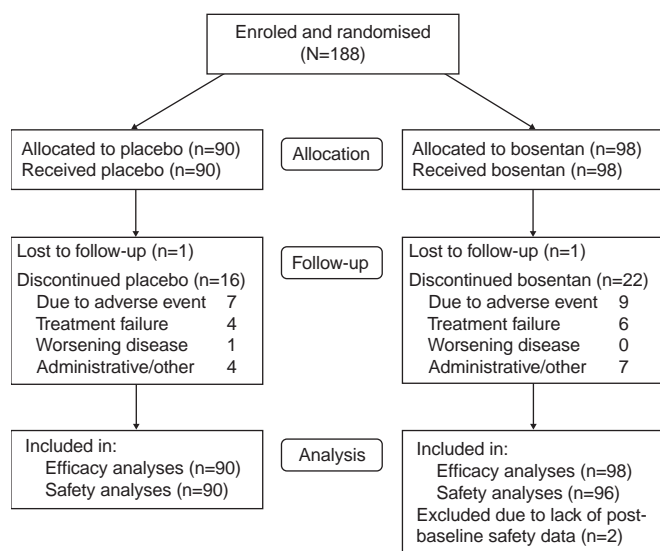 Enroled and randomised
(N=188)
Allocated to placebo (n=90)
Received placebo (n=90)
Allocation
Allocated to bosentan (n=98)
Received bosentan (n=98)
Lost to follow-up (n=1)
Discontinued placebo (n=16)
Due to adverse event 7
Treatment failure 4
Worsening disease 1
Administrative/other 4
Follow-up
Lost to follow-up (n=1)
Discontinued bosentan (n=22)
Due to adverse event 9
Treatment failure 6
Worsening disease 0
Administrative/other 7
Included in:
Efficacy analyses (n=90)
Safety analyses (n=90)
Analysis
Included in:
Efficacy analyses (n=98)
Safety analyses (n=96)
Excluded due to lack of post-
baseline safety data (n=2)